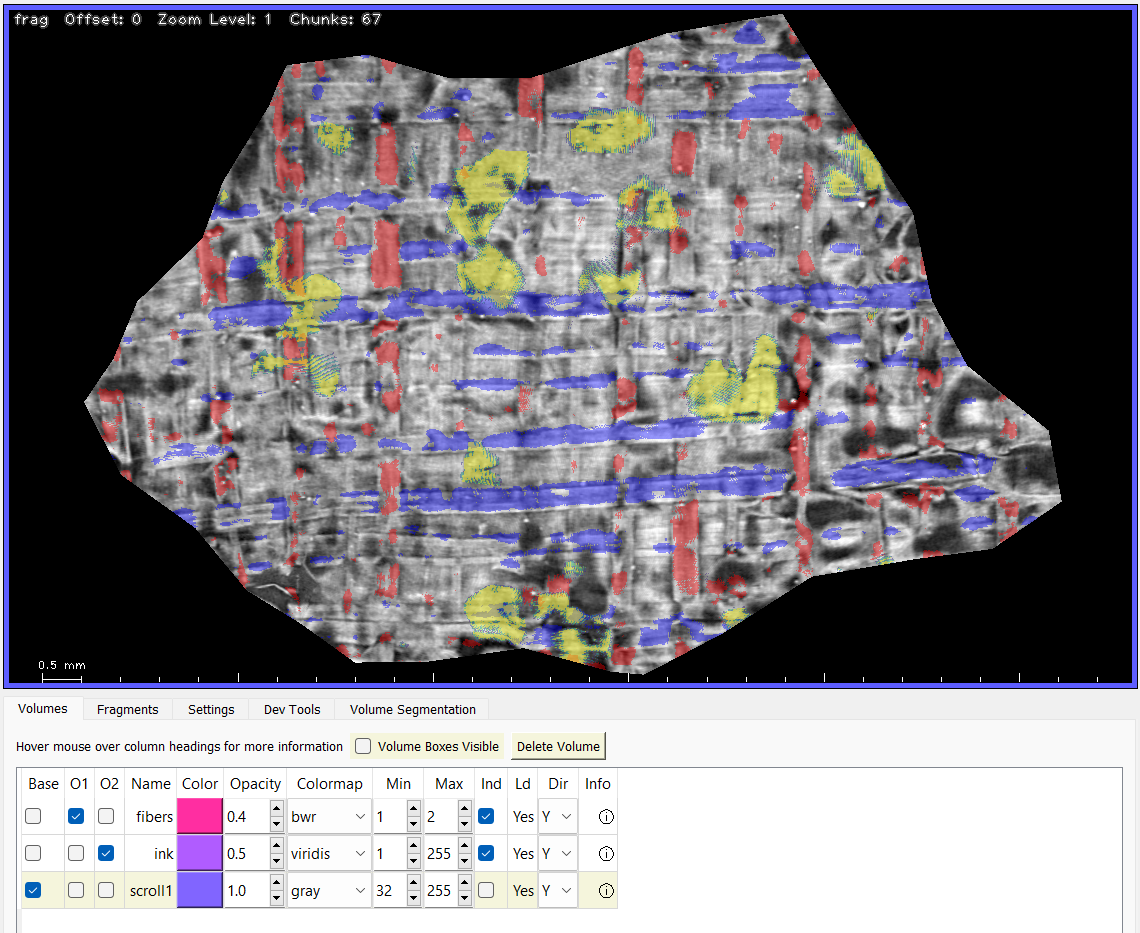 frag Offset: 0 Zoom Level: 1 Chunks: 67
0.5 mm
Volumes Fragments Settings Dev Tools Volume Segmentation
Hover mouse over column headings for more information Volume Boxes Visible Delete Volume
Base O1 O2 Name Color Opacity Colormap Min Max Ind Ld Dir Info
fibers 0.4 bwr 1 2 Yes Y
ink 0.5 viridis 1 255 Yes Y
scroll1 1.0 gray 32 255 Yes Y